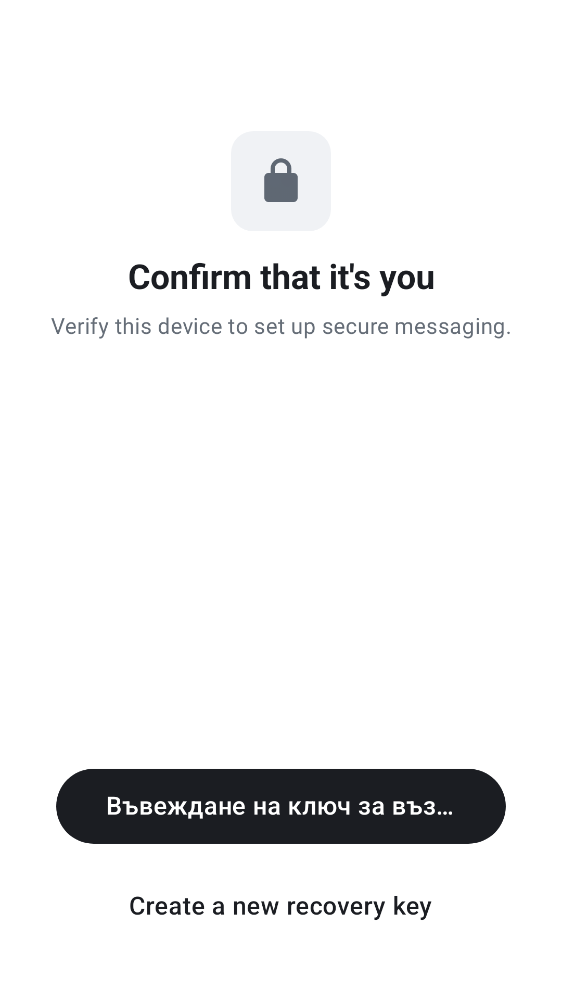 Confirm that it's you
Verify this device to set up secure messaging.
Въвеждане на ключ за въз…
Create a new recovery key